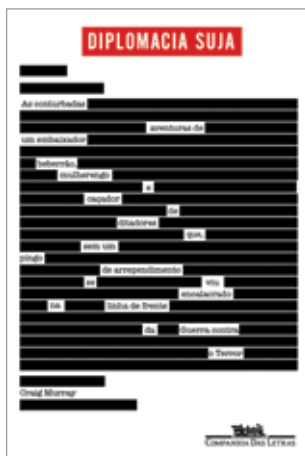 DIPLOMACIA SUJA
As conturbadas
aventuras de
um embaixador
beberrão,
mulherengo
e
caçador
de
ditadores
que,
sem um
pingo
de arrependimento
se viu
encalacrado
na linha de frente
da Guerra contra
o Terror
Craig Murray
COMPANHIA DAS LETRAS